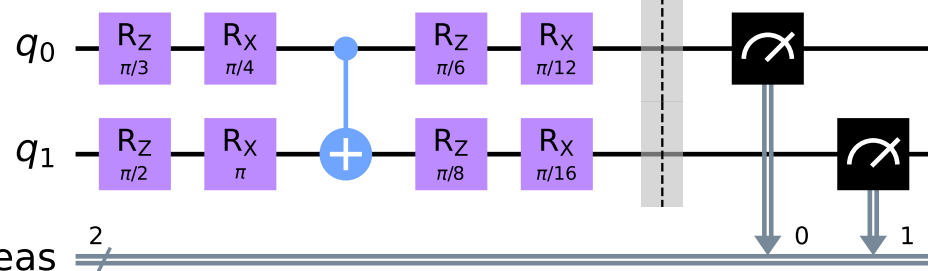 q0 RZ π/3 RX π/4 RZ π/6 RX π/12
q1 RZ π/2 RX π RZ π/8 RX π/16
eas 2 0 1